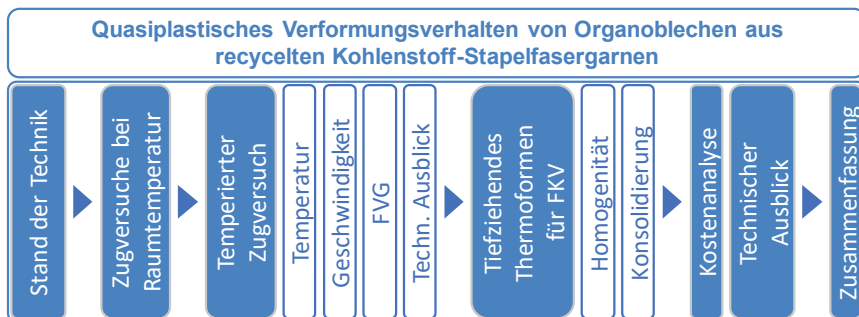 Quasiplastisches Verformungsverhalten von Organoblechen aus
recycelten Kohlenstoff-Stapelfasergarnen
Stand der Technik
Zugversuche bei
Raumtemperatur
Temperierter
Zugversuch
Temperatur
Geschwindigkeit
FVG
Techn. Ausblick
Tiefziehendes
Thermoformen
für FKV
Homogenität
Konsolidierung
Kostenanalyse
Technischer
Ausblick
Zusammenfassung